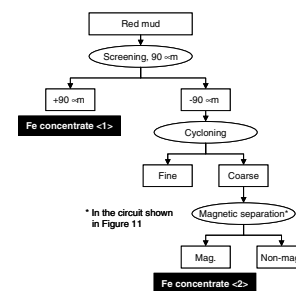 Red mud
Screening, 90 ∝m
+90 ∝m
-90 ∝m
Fe concentrate <1>
Cycloning
Fine
Coarse
* In the circuit shown
in Figure 11
Magnetic separation*
Mag.
Non-mag
Fe concentrate <2>